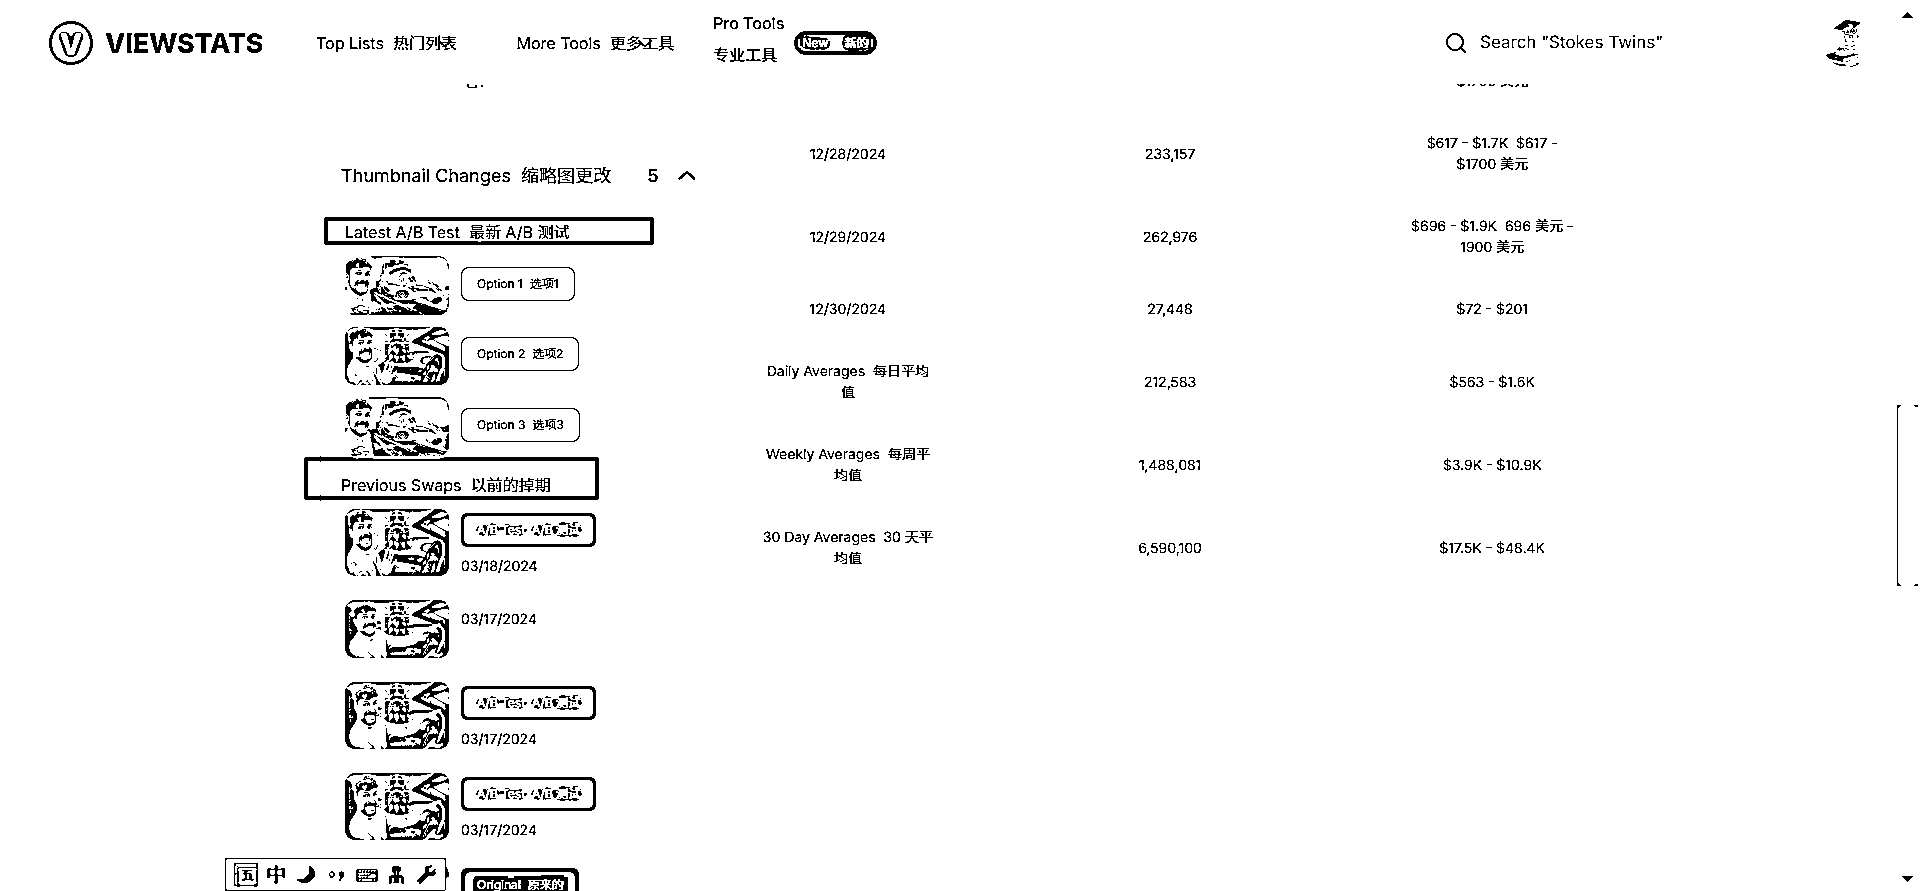 VIEWSTATS
Top Lists 热门列表
More Tools 更多工具
Pro Tools
专业工具
New 新的
Search "Stokes Twins"
Thumbnail Changes 缩略图更改 5
Latest A/B Test 最新 A/B 测试
Option 1 选项1
Option 2 选项2
Option 3 选项3
Previous Swaps 以前的掉期
A/B Test A/B 测试
03/18/2024
03/17/2024
A/B Test A/B 测试
03/17/2024
A/B Test A/B 测试
03/17/2024
Original 原来的
12/28/2024 233,157 $617 - $1.7K $617 -
$1700 美元
12/29/2024 262,976 $696 - $1.9K 696 美元 -
1900 美元
12/30/2024 27,448 $72 - $201
Daily Averages 每日平均
值
212,583 $563 - $1.6K
Weekly Averages 每周平
均值
1,488,081 $3.9K - $10.9K
30 Day Averages 30 天平
均值
6,590,100 $17.5K - $48.4K
五 中